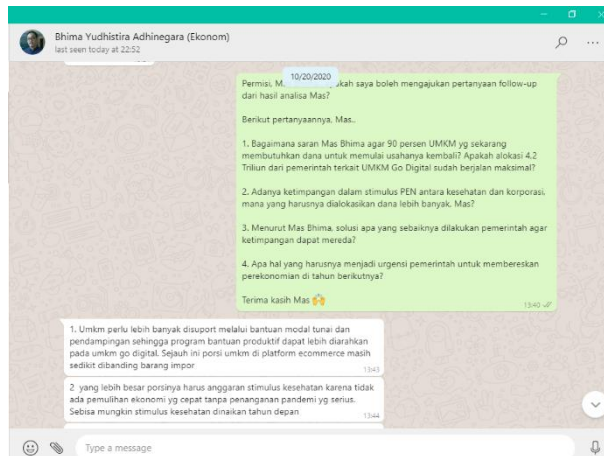 Bhima Yudhistira Adhinegara (Ekonom)
last seen today at 22:52
10/20/2020
Permisi, M... kah saya boleh mengajukan pertanyaan follow-up
dari hasil analisa Mas?
Berikut pertanyaannya, Mas..
1. Bagaimana saran Mas Bhima agar 90 persen UMKM yg sekarang
membutuhkan dana untuk memulai usahanya kembali? Apakah alokasi 4.2
Triliun dari pemerintah terkait UMKM Go Digital sudah berjalan maksimal?
2. Adanya ketimpangan dalam stimulus PEN antara kesehatan dan korporasi,
mana yang harusnya dialokasikan dana lebih banyak, Mas?
3. Menurut Mas Bhima, solusi apa yang sebaiknya dilakukan pemerintah agar
ketimpangan dapat mereda?
4. Apa hal yang harusnya menjadi urgensi pemerintah untuk membereskan
perekonomian di tahun berikutnya?
Terima kasih Mas 🙌
13:40
1. Umkm perlu lebih banyak disuport melalui bantuan modal tunai dan
pendampingan sehingga program bantuan produktif dapat lebih diarahkan
pada umkm go digital. Sejauh ini porsi umkm di platform ecommerce masih
sedikit dibanding barang impor
13:43
2 yang lebih besar porsinya harus anggaran stimulus kesehatan karena tidak
ada pemulihan ekonomi yg cepat tanpa penanganan pandemi yg serius.
Sebisa mungkin stimulus kesehatan dinaikan tahun depan
13:44
Type a message